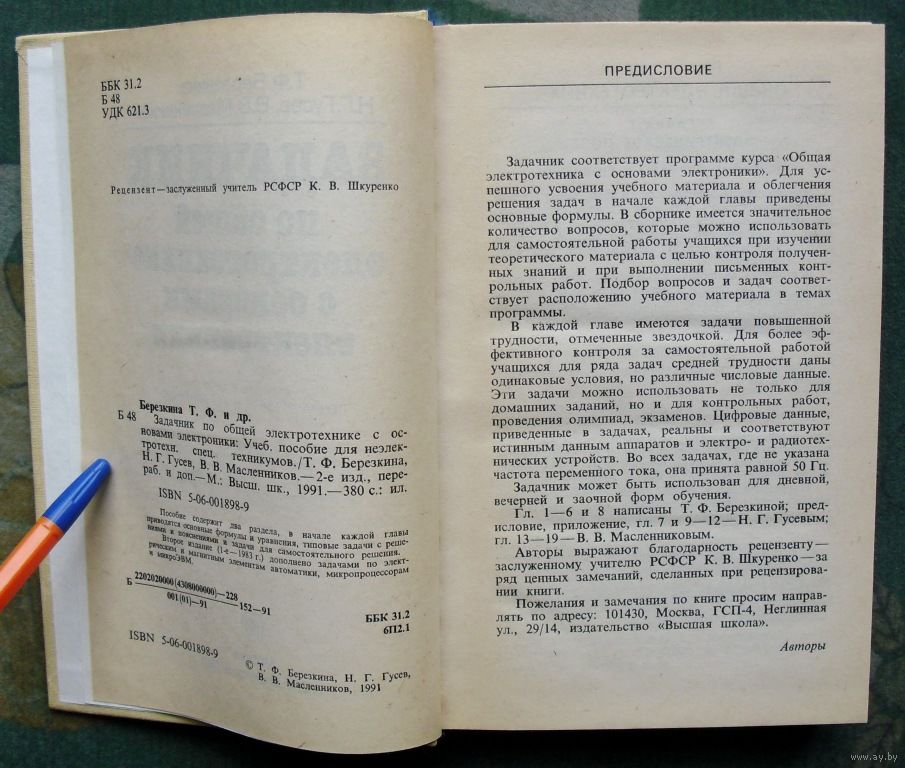 ББК 31.2
Б 48
УДК 621.3
Рецензент—заслуженный учитель РСФСР К. В. Шкуренко
Березкина Т. Ф. и др.
Б 48 Задачник по общей электротехнике с ос-
новами электроники: Учеб. пособие для неэлек-
тротехн. спец. техникумов./Т. Ф. Березкина,
Н. Г. Гусев, В. В. Масленников.— 2-е изд., пере-
раб. и доп.— М.: Высш. шк., 1991.—380 с.: ил.
ISBN 5-06-001898-9
Пособие содержит два раздела, в начале каждой главы
приводятся основные формулы и уравнения, типовые задачи с реше-
ниями и пояснениями и задачи для самостоятельного решения.
Второе издание (1-е—1983 г.) дополнено задачами по элект-
рическим и магнитным элементам автоматики, микропроцессорам
и микроЭВМ.
Б 2202020000(4308000000)—228
001(01)—91
152—91
ББК 31.2
6П2.1
ISBN 5-06-001898-9
© Т. Ф. Березкина, Н. Г. Гусев,
В. В. Масленников, 1991
ПРЕДИСЛОВИЕ
Задачник соответствует программе курса «Общая
электротехника с основами электроники». Для ус-
пешного усвоения учебного материала и облегчения
решения задач в начале каждой главы приведены
основные формулы. В сборнике имеется значительное
количество вопросов, которые можно использовать
для самостоятельной работы учащихся при изучении
теоретического материала с целью контроля получен-
ных знаний и при выполнении письменных конт-
рольных работ. Подбор вопросов и задач соответ-
ствует расположению учебного материала в темах
программы.
В каждой главе имеются задачи повышенной
трудности, отмеченные звездочкой. Для более эф-
фективного контроля за самостоятельной работой
учащихся для ряда задач средней трудности даны
одинаковые условия, но различные числовые данные.
Эти задачи можно использовать не только для
домашних заданий, но и для контрольных работ,
проведения олимпиад, экзаменов. Цифровые данные,
приведенные в задачах, реальны и соответствуют
истинным данным аппаратов и электро- и радиотех-
нических устройств. Во всех задачах, где не указана
частота переменного тока, она принята равной 50 Гц.
Задачник может быть использован для дневной,
вечерней и заочной форм обучения.
Гл. 1—6 и 8 написаны Т. Ф. Березкиной; пре-
дисловие, приложение, гл. 7 и 9—12—Н. Г. Гусевым;
гл. 13—19—В. В. Масленниковым.
Авторы выражают благодарность рецензенту—
заслуженному учителю РСФСР К. В. Шкуренко—за
ряд ценных замечаний, сделанных при рецензирова-
нии книги.
Пожелания и замечания по книге просим направ-
лять по адресу: 101430, Москва, ГСП-4, Неглинная
ул., 29/14, издательство «Высшая школа».
Авторы
www.ay.by